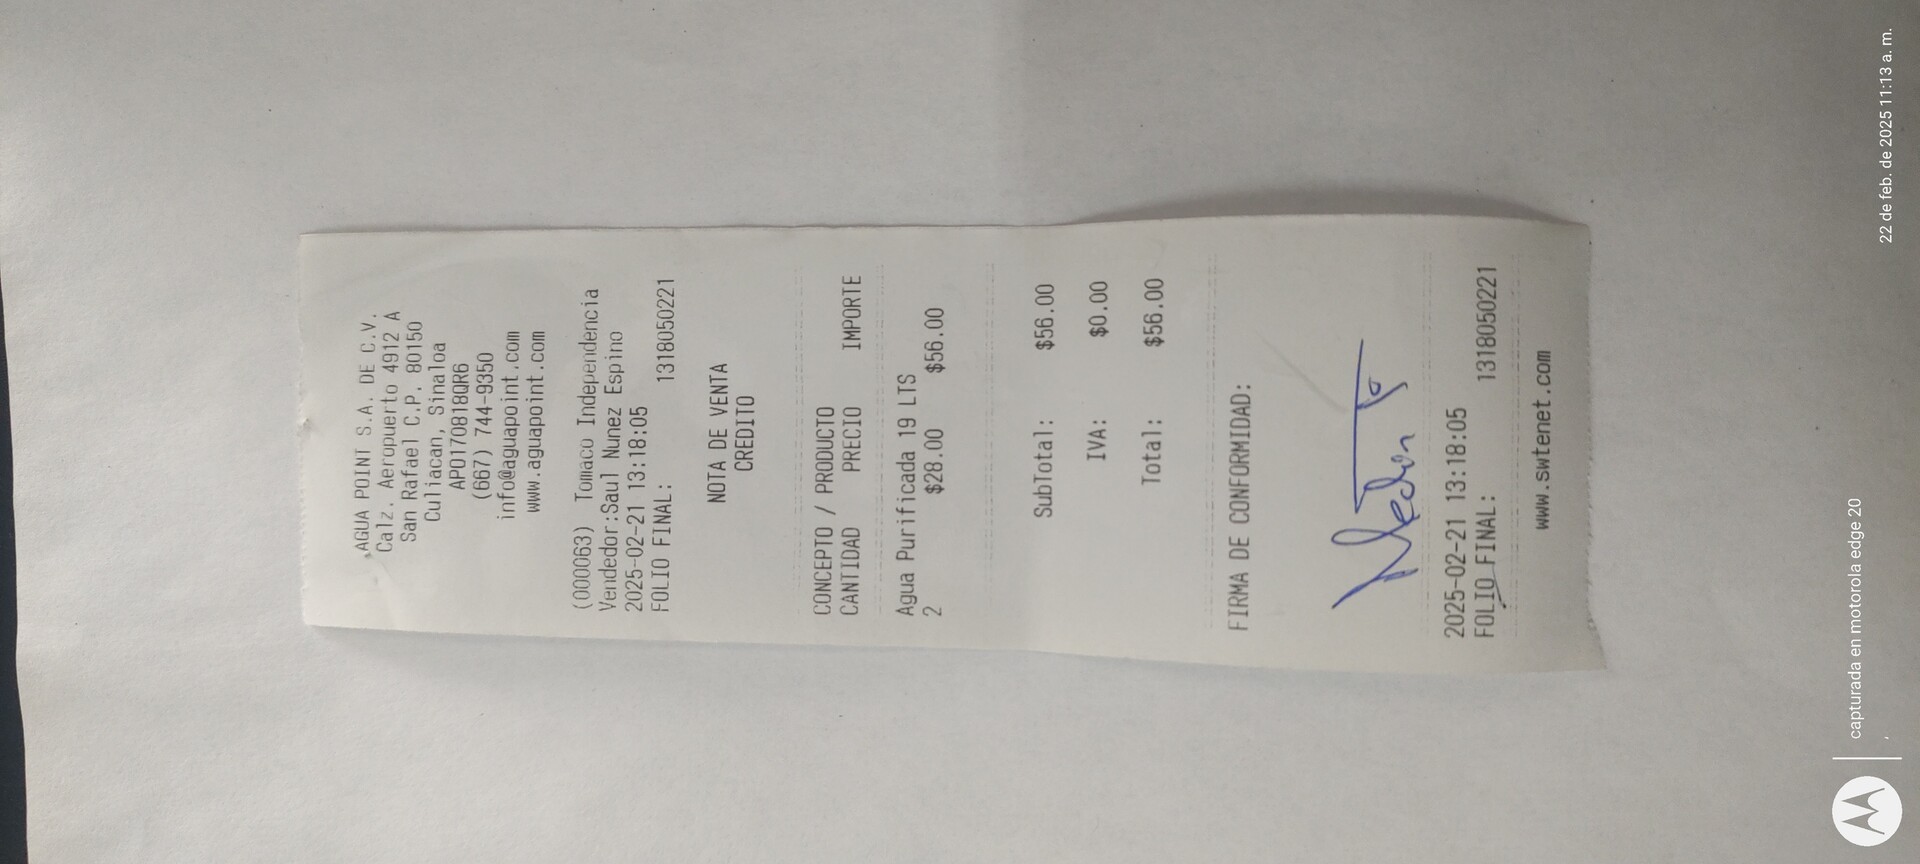 AGUA POINT S.A. DE C.V.
Calz. Aeropuerto 4912 A
San Rafael C.P. 80150
Culiacan, Sinaloa
APO170818QR6
(667) 744-9350
info@aguapoint.com
www.aguapoint.com
(000063) Tomaco Independencia
Vendedor:Saul Nunez Espino
2025-02-21 13:18:05
FOLIO FINAL: 1318050221
NOTA DE VENTA
CREDITO
CONCEPTO / PRODUCTO
CANTIDAD PRECIO IMPORTE
Agua Purificada 19 LTS
2 $28.00 $56.00
SubTotal: $56.00
IVA: $0.00
Total: $56.00
FIRMA DE CONFORMIDAD:
2025-02-21 13:18:05
FOLIO FINAL: 1318050221
www.swtenet.com
capturada en motorola edge 20
22 de feb. de 2025 11:13 a. m.